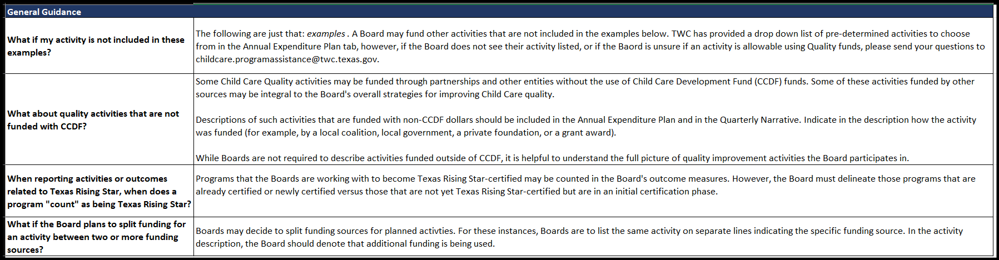 General Guidance
What if my activity is not included in these
examples?
The following are just that: examples . A Board may fund other activities that are not included in the examples below. TWC has provided a drop down list of pre-determined activities to choose
from in the Annual Expenditure Plan tab, however, if the Board does not see their activity listed, or if the Baord is unsure if an activity is allowable using Quality funds, please send your questions to
childcare.programassistance@twc.texas.gov.
What about quality activities that are not
funded with CCDF?
Some Child Care Quality activities may be funded through partnerships and other entities without the use of Child Care Development Fund (CCDF) funds. Some of these activities funded by other
sources may be integral to the Board's overall strategies for improving Child Care quality.
Descriptions of such activities that are funded with non-CCDF dollars should be included in the Annual Expenditure Plan and in the Quarterly Narrative. Indicate in the description how the activity
was funded (for example, by a local coalition, local government, a private foundation, or a grant award).
While Boards are not required to describe activities funded outside of CCDF, it is helpful to understand the full picture of quality improvement activities the Board participates in.
When reporting activities or outcomes
related to Texas Rising Star, when does a
program "count" as being Texas Rising Star?
Programs that the Boards are working with to become Texas Rising Star-certified may be counted in the Board's outcome measures. However, the Board must delineate those programs that are
already certified or newly certified versus those that are not yet Texas Rising Star-certified but are in an initial certification phase.
What if the Board plans to split funding for
an activity between two or more funding
sources?
Boards may decide to split funding sources for planned activties. For these instances, Boards are to list the same activity on separate lines indicating the specific funding source. In the activity
description, the Board should denote that additional funding is being used.